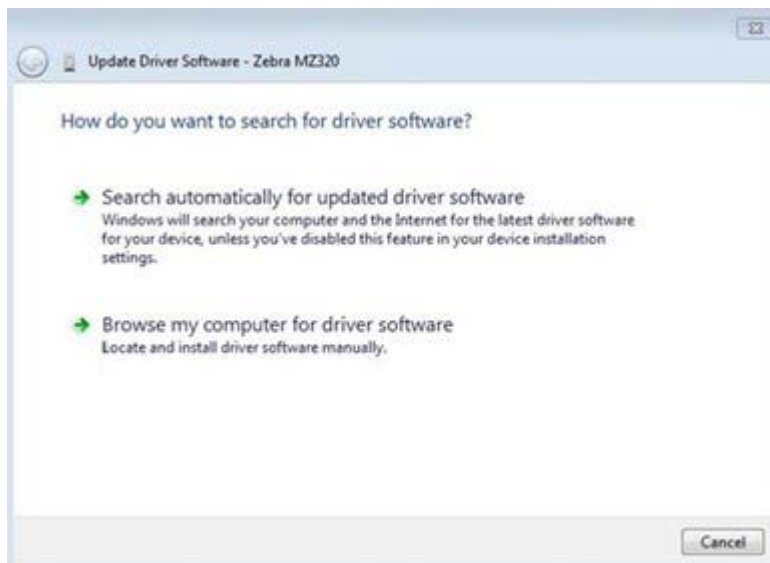 Update Driver Software - Zebra MZ320
How do you want to search for driver software?
Search automatically for updated driver software
Windows will search your computer and the Internet for the latest driver software
for your device, unless you've disabled this feature in your device installation
settings.
Browse my computer for driver software
Locate and install driver software manually.
Cancel